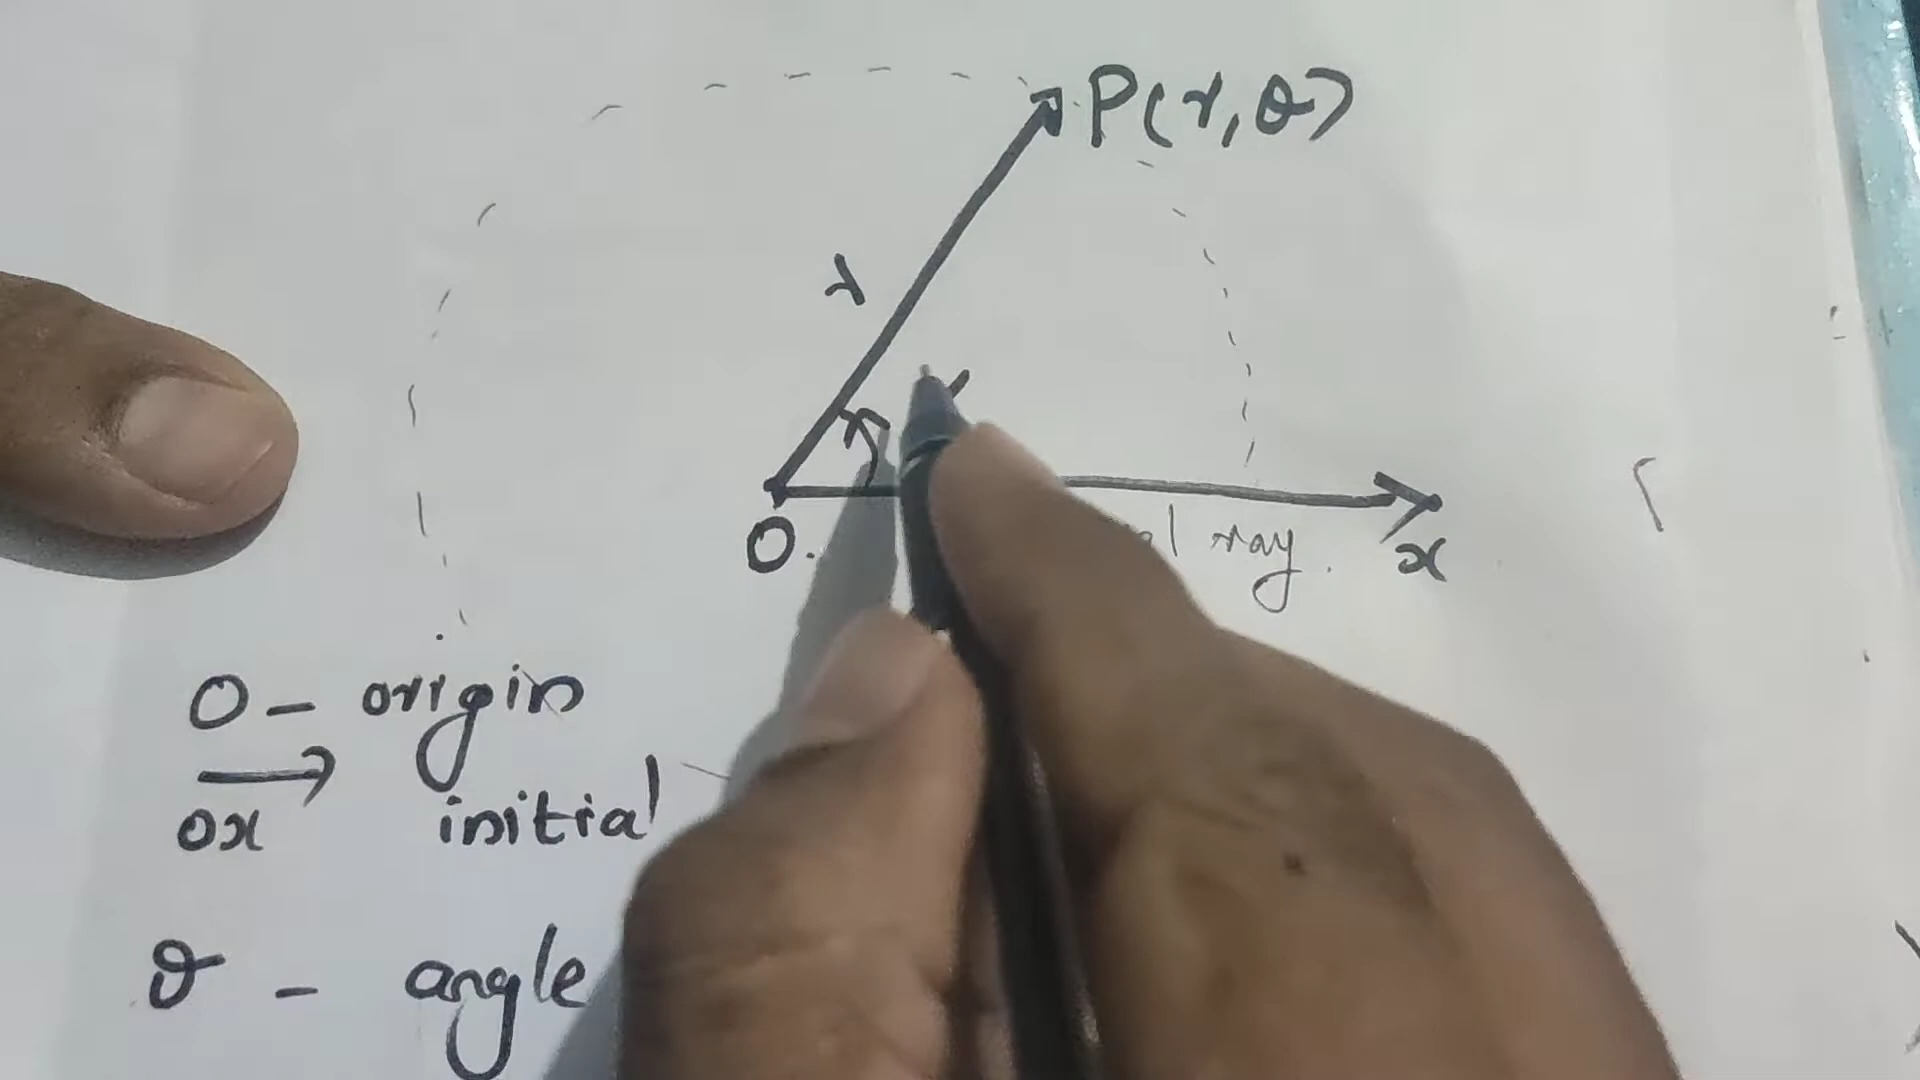 P(r, θ)
r
O.
ray.
x
O - origin
ox initial
θ - angle